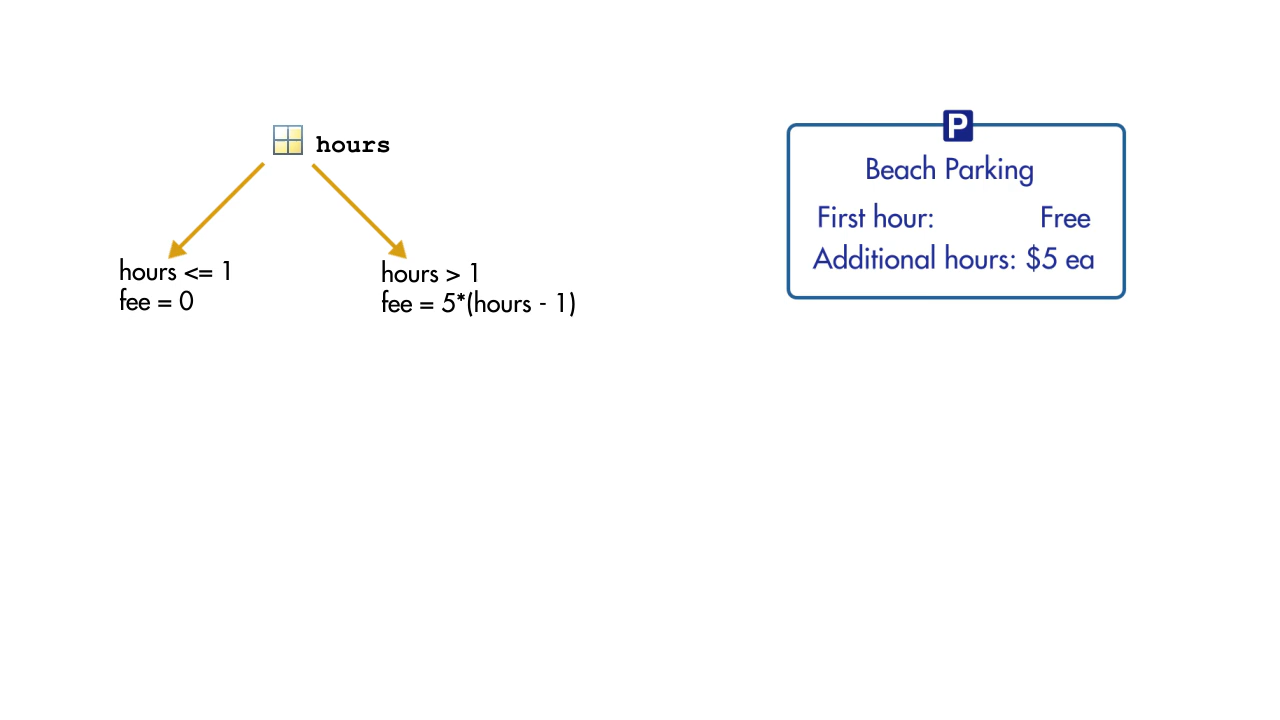 hours
hours <= 1
fee = 0
hours > 1
fee = 5*(hours - 1)
P
Beach Parking
First hour: Free
Additional hours: $5 ea